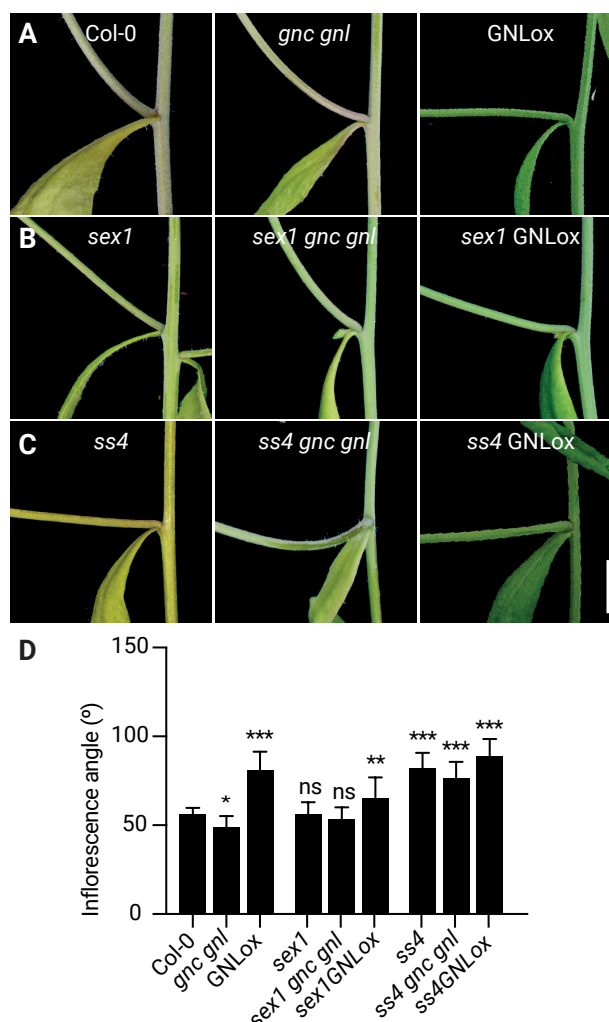 A Col-0 gnc gnl GNLox
B sex1 sex1 gnc gnl sex1 GNLox
C ss4 ss4 gnc gnl ss4 GNLox
D
150
100
50
0
Inflorescence angle (º)
* ***
ns ns **
*** *** ***
Col-0
gnc gnl
GNLox
sex1
sex1 gnc gnl
sex1GNLox
ss4
ss4 gnc gnl
ss4GNLox